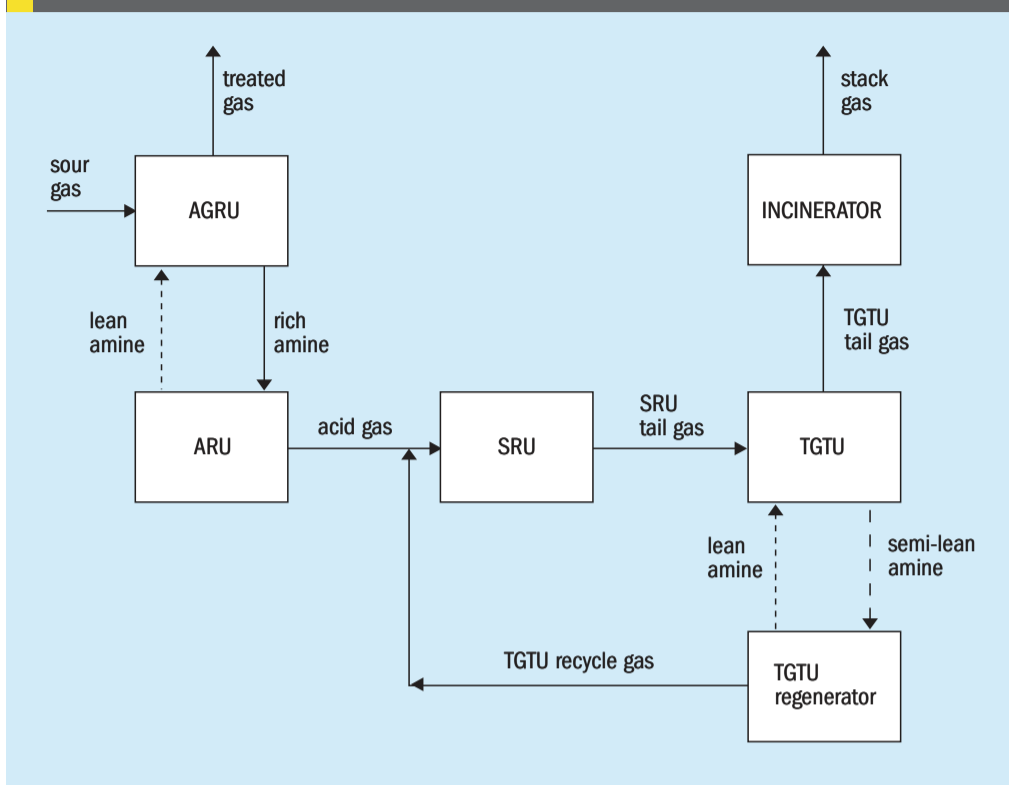 treated
gas
stack
gas
sour
gas
AGRU
INCINERATOR
lean
amine
rich
amine
TGTU
tail gas
acid gas
SRU
tail gas
ARU
SRU
TGTU
lean
amine
semi-lean
amine
TGTU recycle gas
TGTU
regenerator